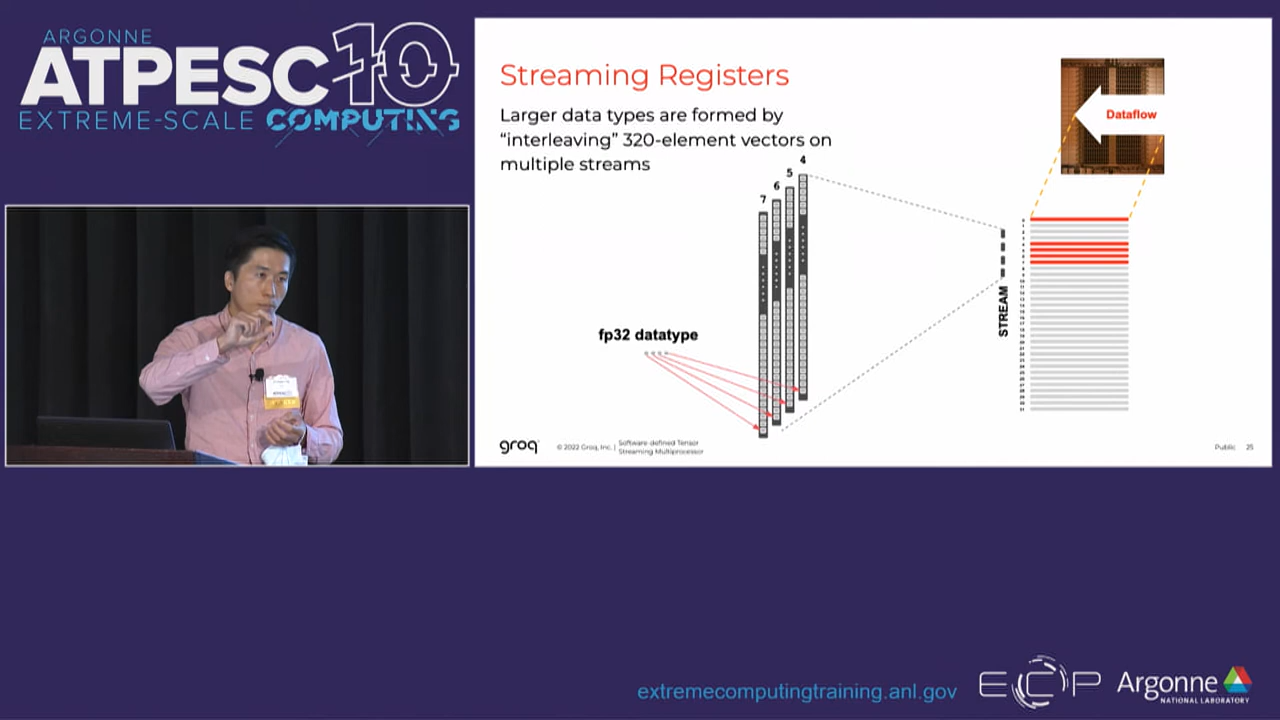 ARGONNE
ATPESC10
EXTREME-SCALE COMPUTING
Streaming Registers
Larger data types are formed by
“interleaving” 320-element vectors on
multiple streams
Dataflow
4
5
6
7
STREAM
fp32 datatype
groq
© 2022 Groq, Inc. | Software-defined Tensor
Streaming Multiprocessor
Public 25
extremecomputingtraining.anl.gov
ECP
Argonne
NATIONAL LABORATORY